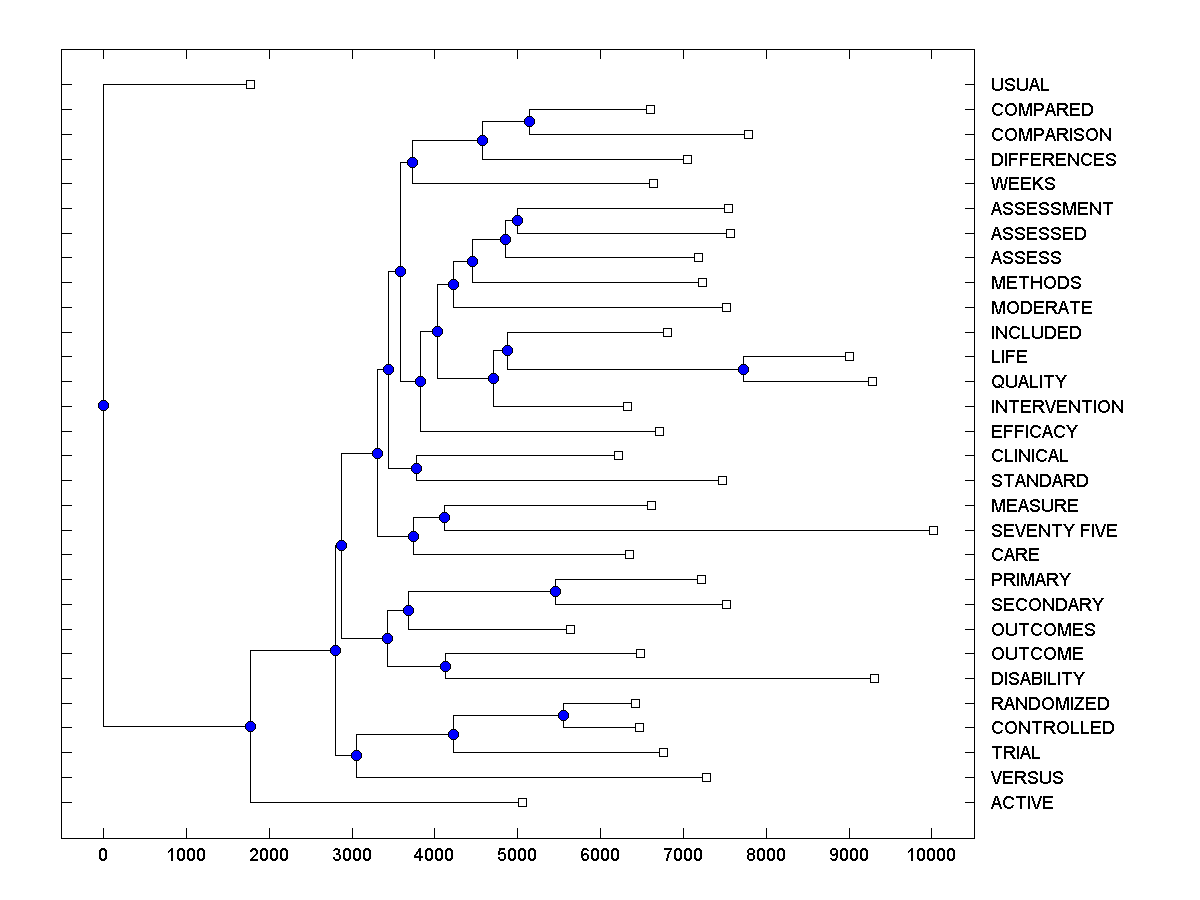 USUAL
COMPARED
COMPARISON
DIFFERENCES
WEEKS
ASSESSMENT
ASSESSED
ASSESS
METHODS
MODERATE
INCLUDED
LIFE
QUALITY
INTERVENTION
EFFICACY
CLINICAL
STANDARD
MEASURE
SEVENTY FIVE
CARE
PRIMARY
SECONDARY
OUTCOMES
OUTCOME
DISABILITY
RANDOMIZED
CONTROLLED
TRIAL
VERSUS
ACTIVE
0 1000 2000 3000 4000 5000 6000 7000 8000 9000 10000